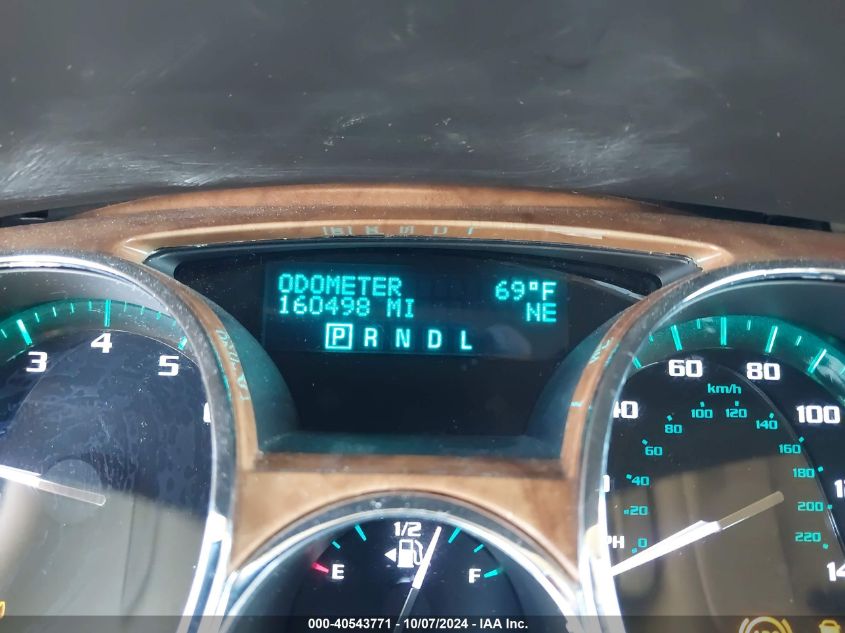 ODOMETER 69°F
160498 MI NE
P R N D L
3 4 5
60 80 100
km/h
80 100 120 140
60 160
40 180
20 200
0 220
1/2
E F
000-40543771 - 10/07/2024 - IAA Inc.